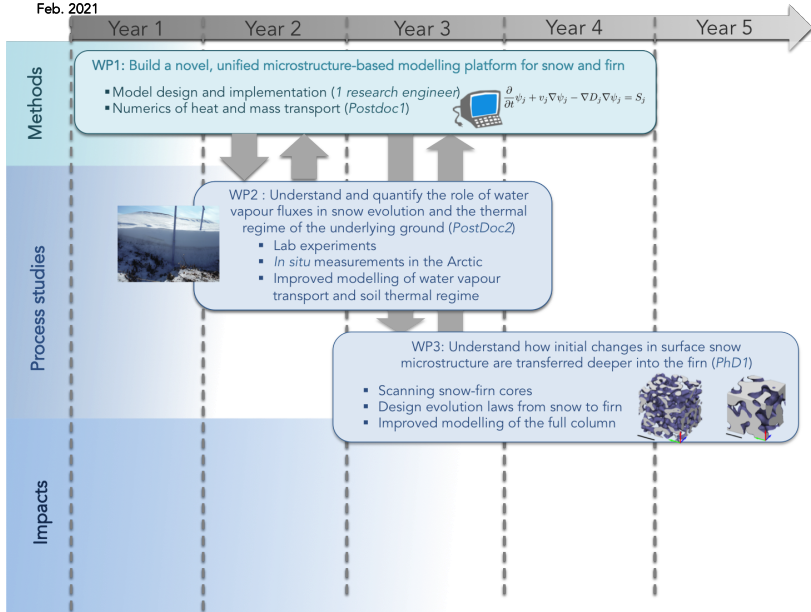 Feb. 2021
Year 1 Year 2 Year 3 Year 4 Year 5
Methods
WP1: Build a novel, unified microstructure-based modelling platform for snow and firn
▪ Model design and implementation (1 research engineer)
▪ Numerics of heat and mass transport (Postdoc1)
∂/∂t ψj + vj∇ψj − ∇Dj∇ψj = Sj
Process studies
WP2 : Understand and quantify the role of water
vapour fluxes in snow evolution and the thermal
regime of the underlying ground (PostDoc2)
▪ Lab experiments
▪ In situ measurements in the Arctic
▪ Improved modelling of water vapour
transport and soil thermal regime
WP3: Understand how initial changes in surface snow
microstructure are transferred deeper into the firn (PhD1)
▪ Scanning snow-firn cores
▪ Design evolution laws from snow to firn
▪ Improved modelling of the full column
Impacts